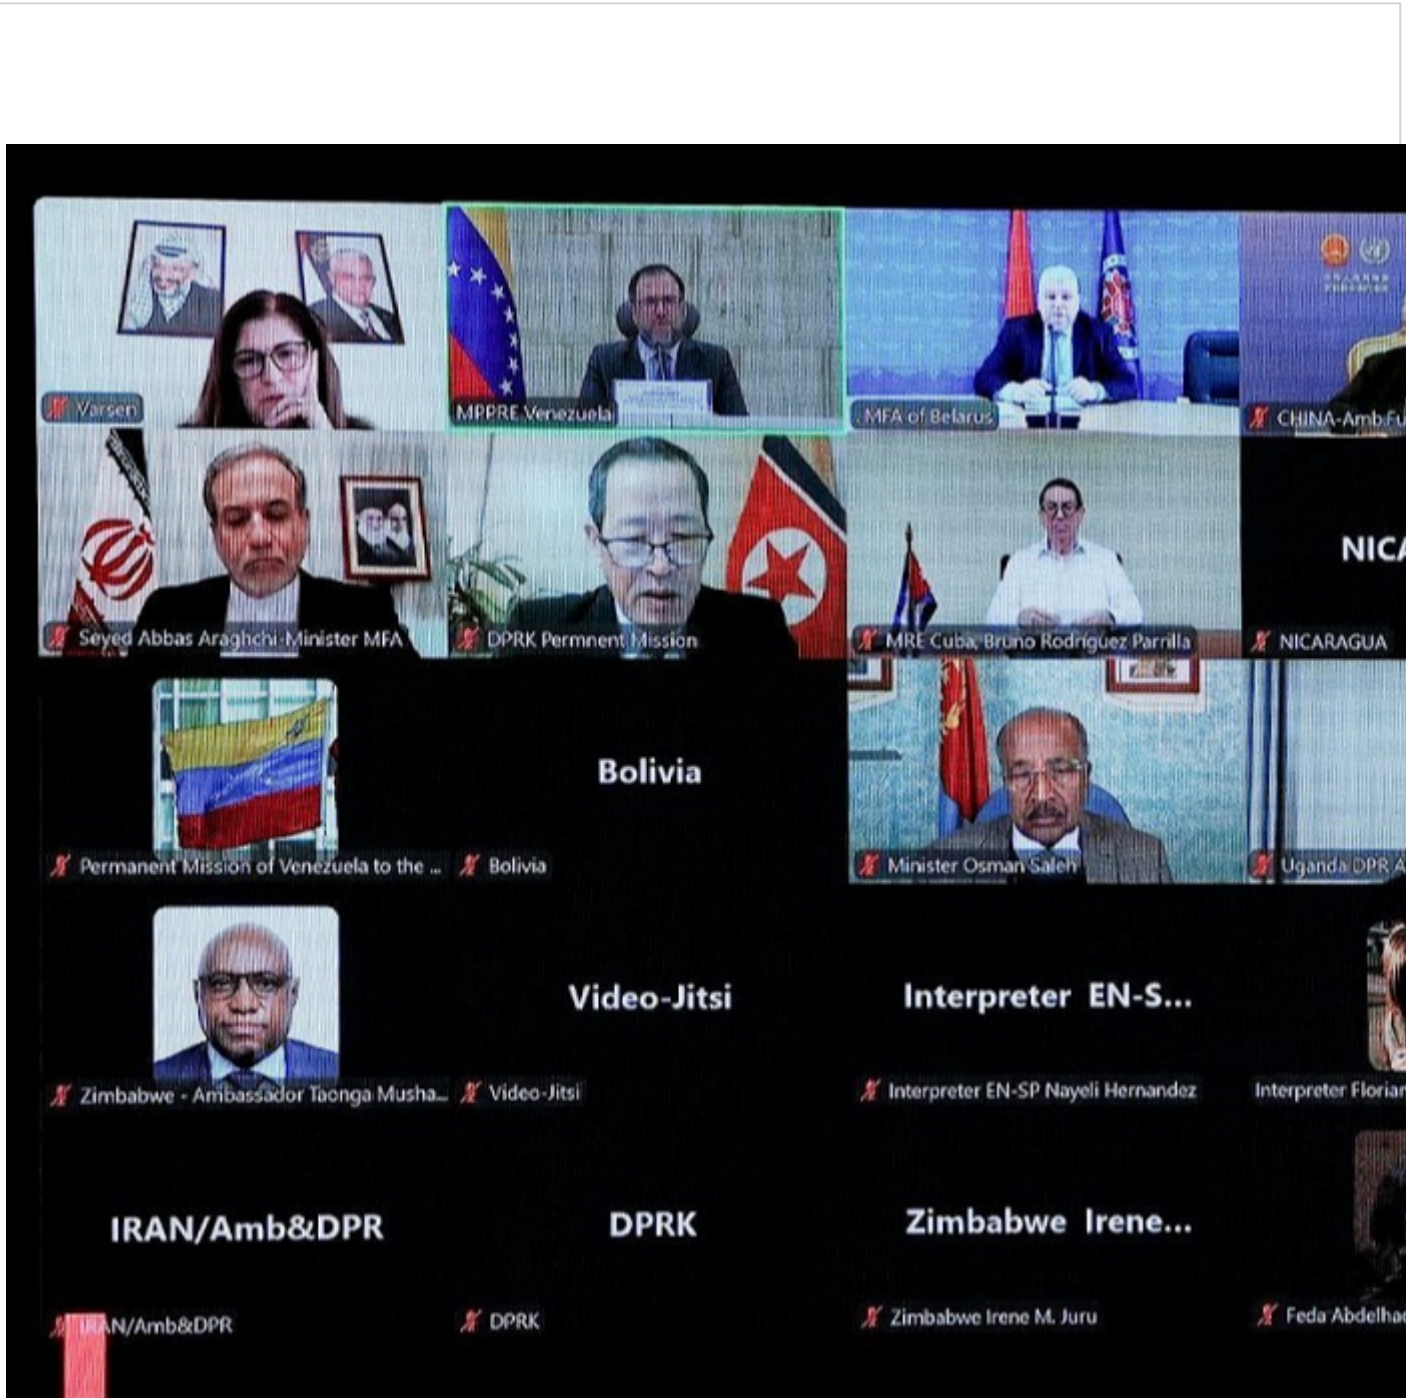 Varsen
MPPRE Venezuela
MFA of Belarus
CHINA-Amb.Fu
Seyed Abbas Araghchi-Minister MFA
DPRK Permnent Mission
MRE Cuba, Bruno Rodríguez Parrilla
NICA
NICARAGUA
Permanent Mission of Venezuela to the ...
Bolivia
Bolivia
Minister Osman Saleh
Uganda DPR A
Zimbabwe - Ambassador Taonga Musha...
Video-Jitsi
Video-Jitsi
Interpreter EN-S...
Interpreter EN-SP Nayeli Hernandez
Interpreter Florian
IRAN/Amb&DPR
IRAN/Amb&DPR
DPRK
DPRK
Zimbabwe Irene...
Zimbabwe Irene M. Juru
Feda Abdelhad